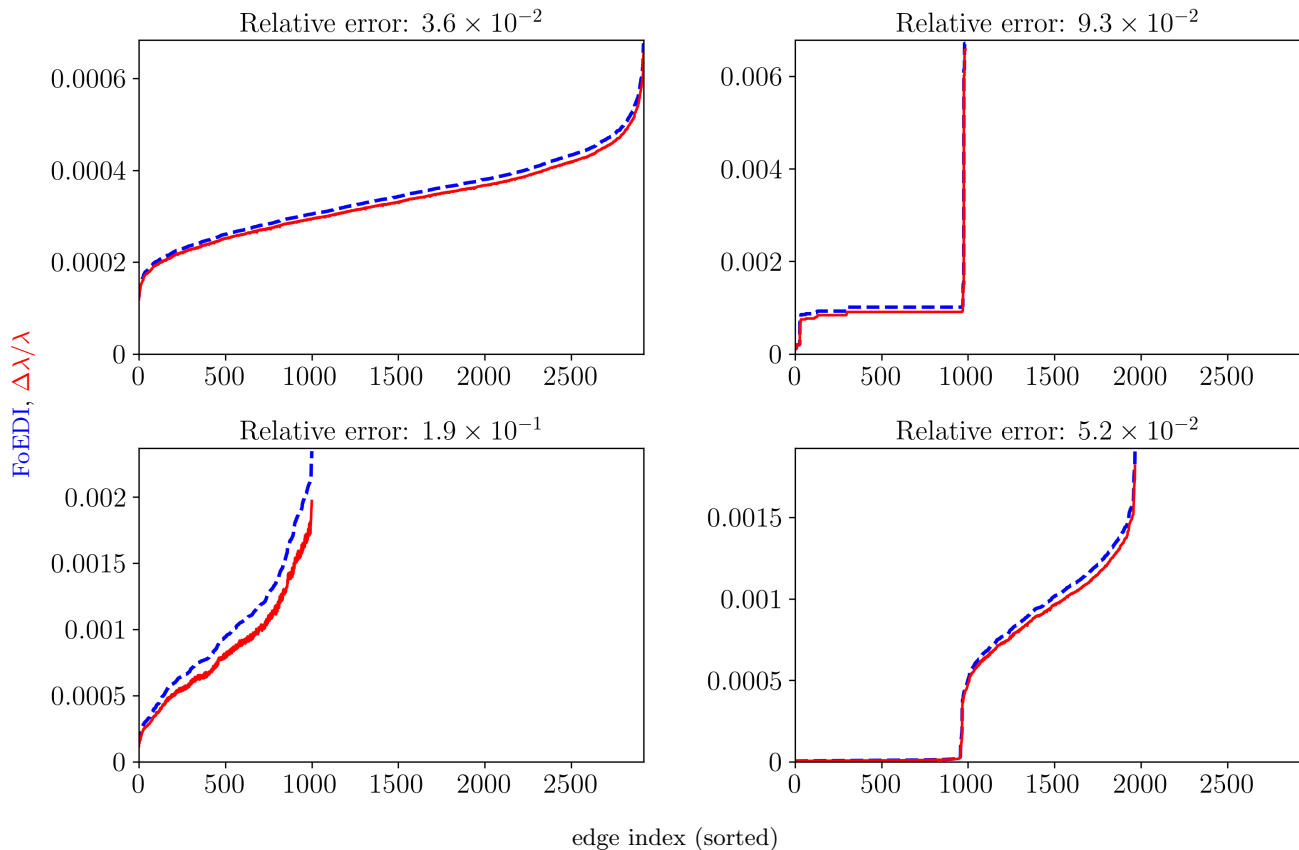 Relative error: 3.6 × 10⁻²
0.0006
0.0004
0.0002
0
0 500 1000 1500 2000 2500
Relative error: 9.3 × 10⁻²
0.006
0.004
0.002
0
0 500 1000 1500 2000 2500
FoEDI, Δλ/λ
Relative error: 1.9 × 10⁻¹
0.002
0.0015
0.001
0.0005
0
0 500 1000 1500 2000 2500
Relative error: 5.2 × 10⁻²
0.0015
0.001
0.0005
0
0 500 1000 1500 2000 2500
edge index (sorted)